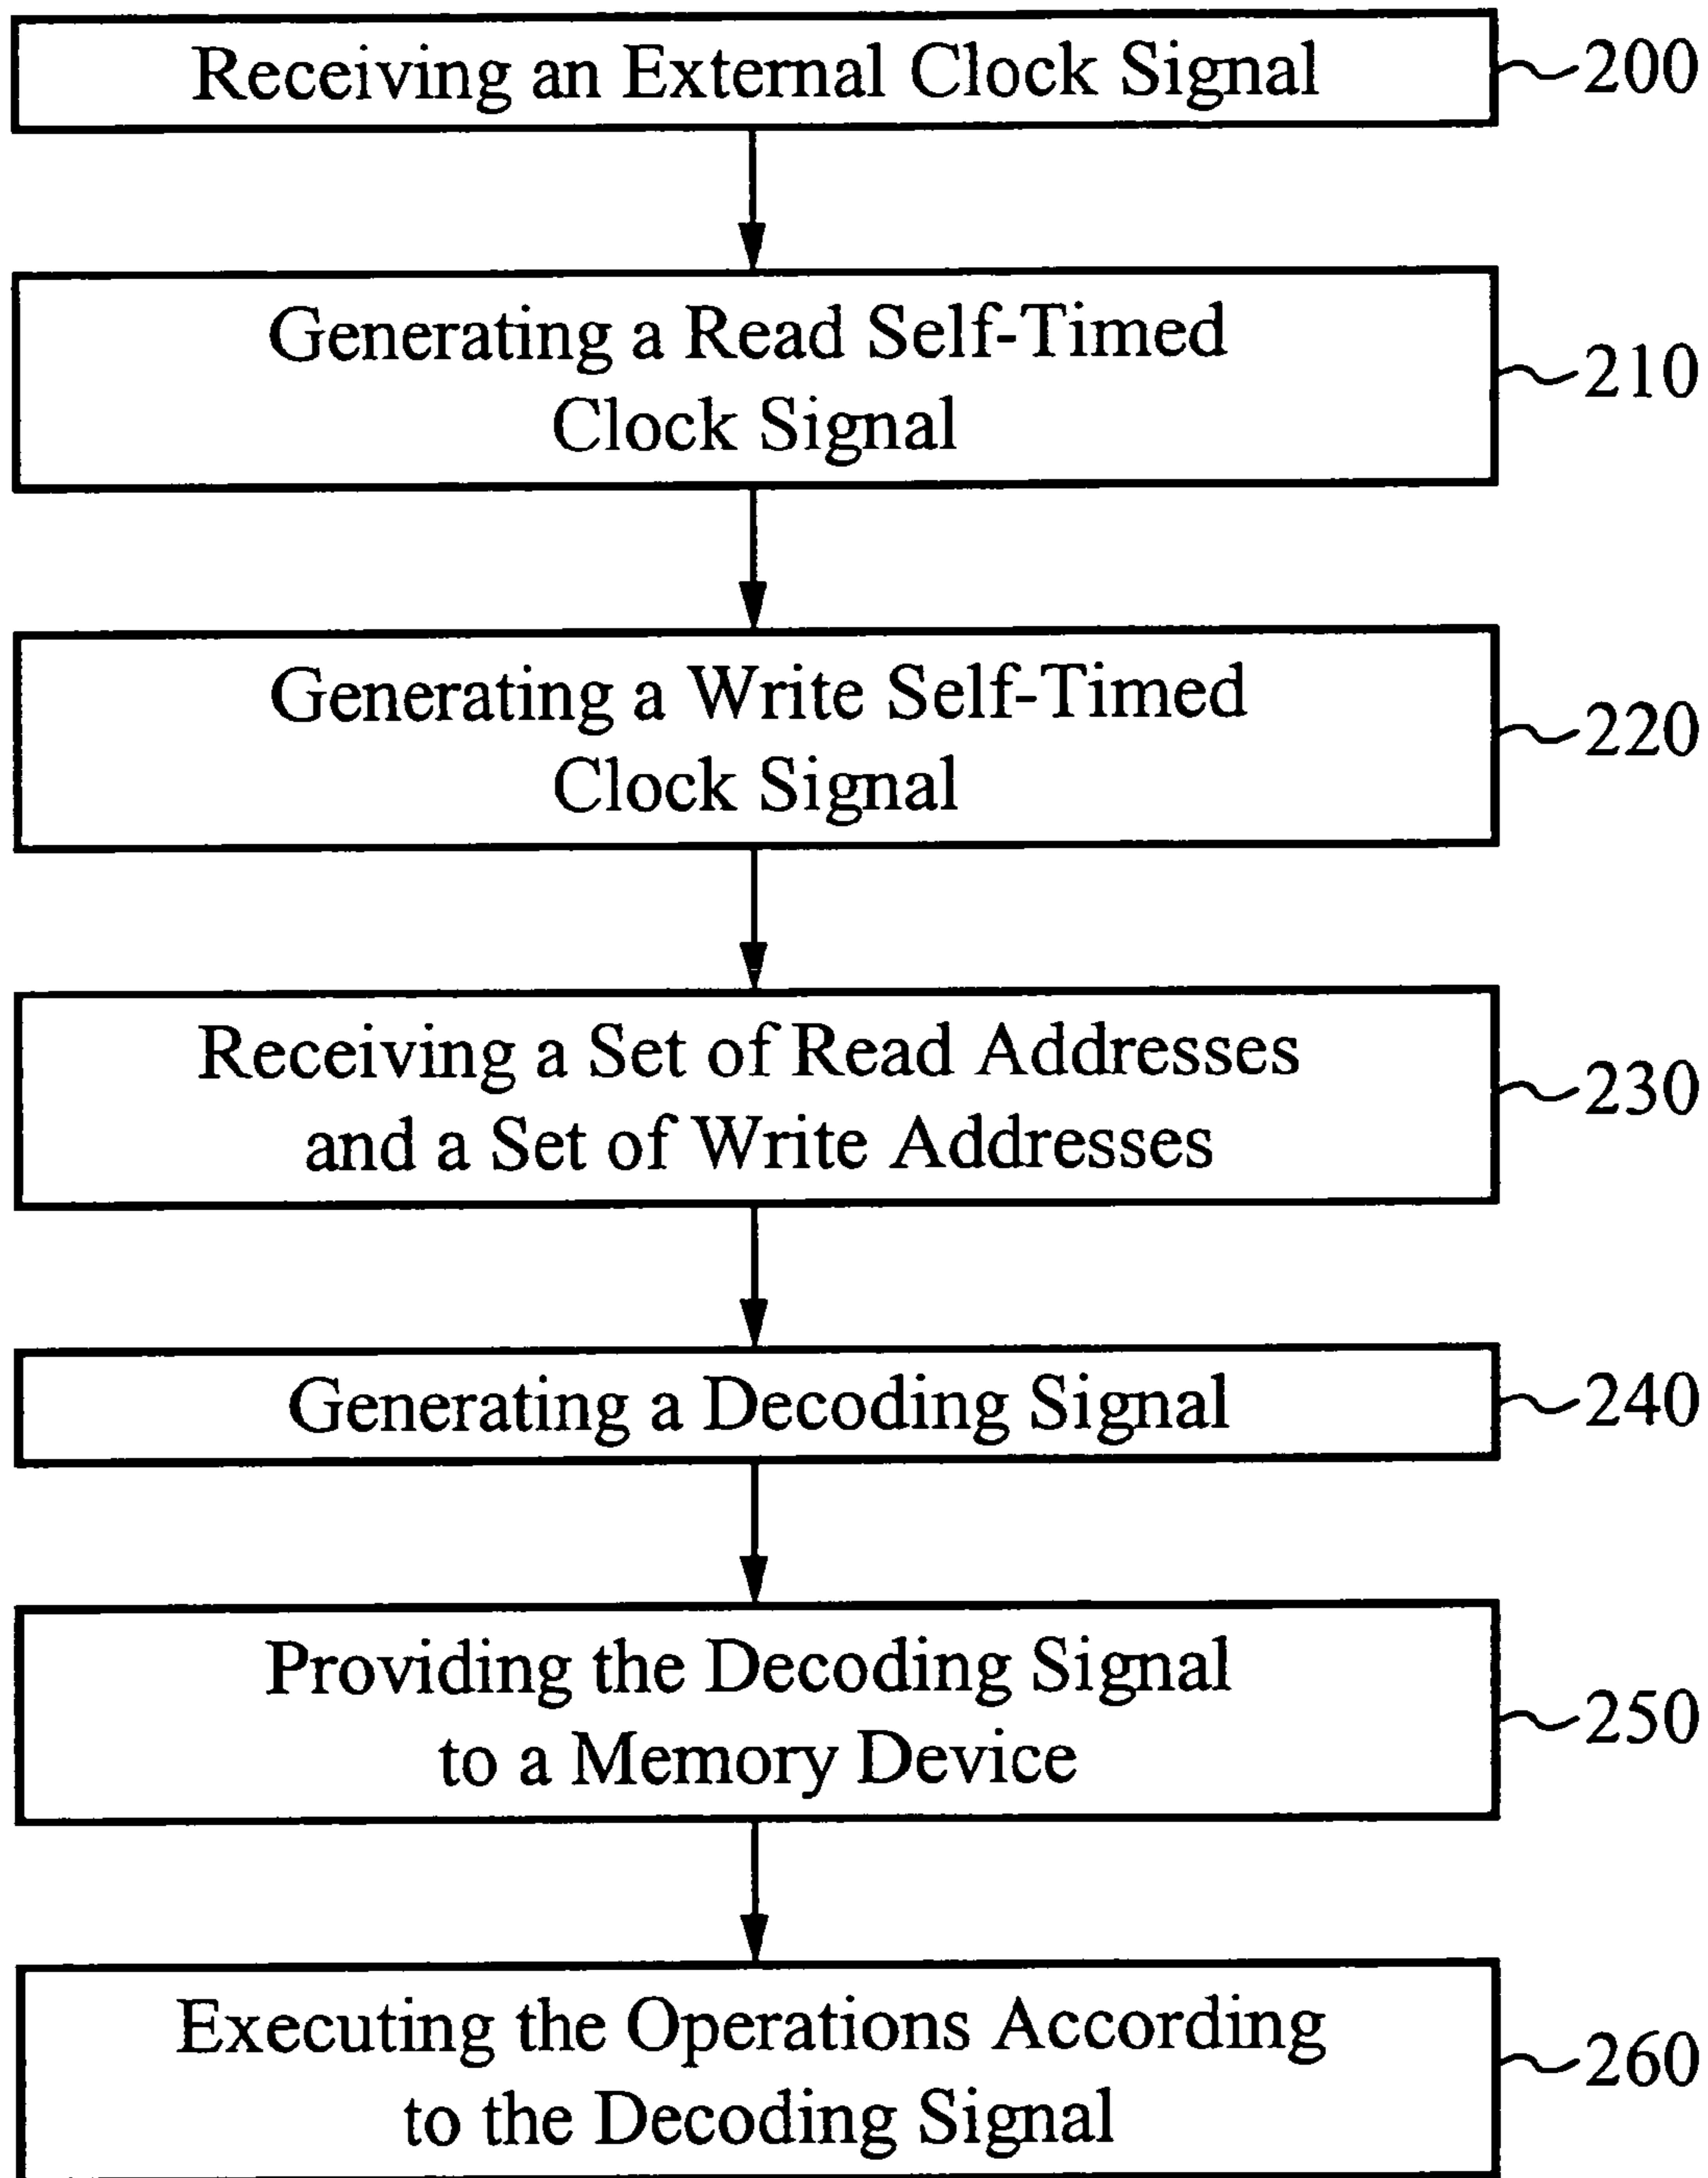 Receiving an External Clock Signal
200
Generating a Read Self-Timed
Clock Signal
210
Generating a Write Self-Timed
Clock Signal
220
Receiving a Set of Read Addresses
and a Set of Write Addresses
230
Generating a Decoding Signal
240
Providing the Decoding Signal
to a Memory Device
250
Executing the Operations According
to the Decoding Signal
260